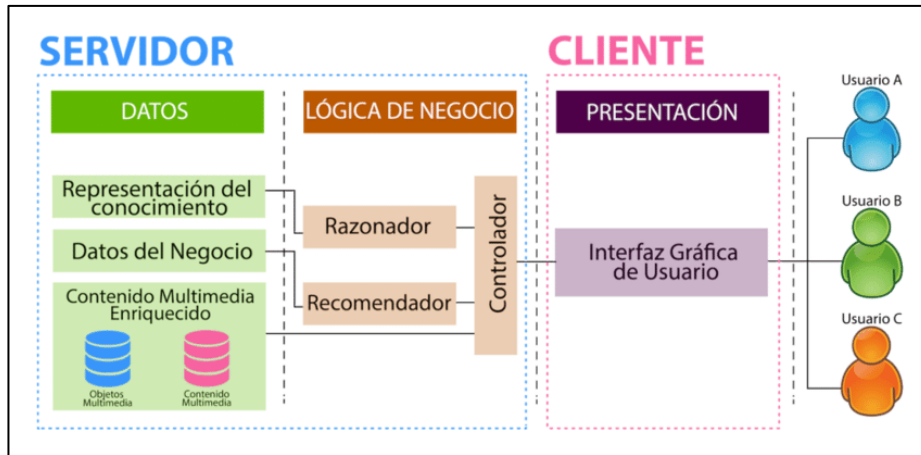 SERVIDOR
CLIENTE
DATOS
LÓGICA DE NEGOCIO
PRESENTACIÓN
Representación del
conocimiento
Datos del Negocio
Contenido Multimedia
Enriquecido
Objetos
Multimedia
Contenido
Multimedia
Razonador
Recomendador
Controlador
Interfaz Gráfica
de Usuario
Usuario A
Usuario B
Usuario C